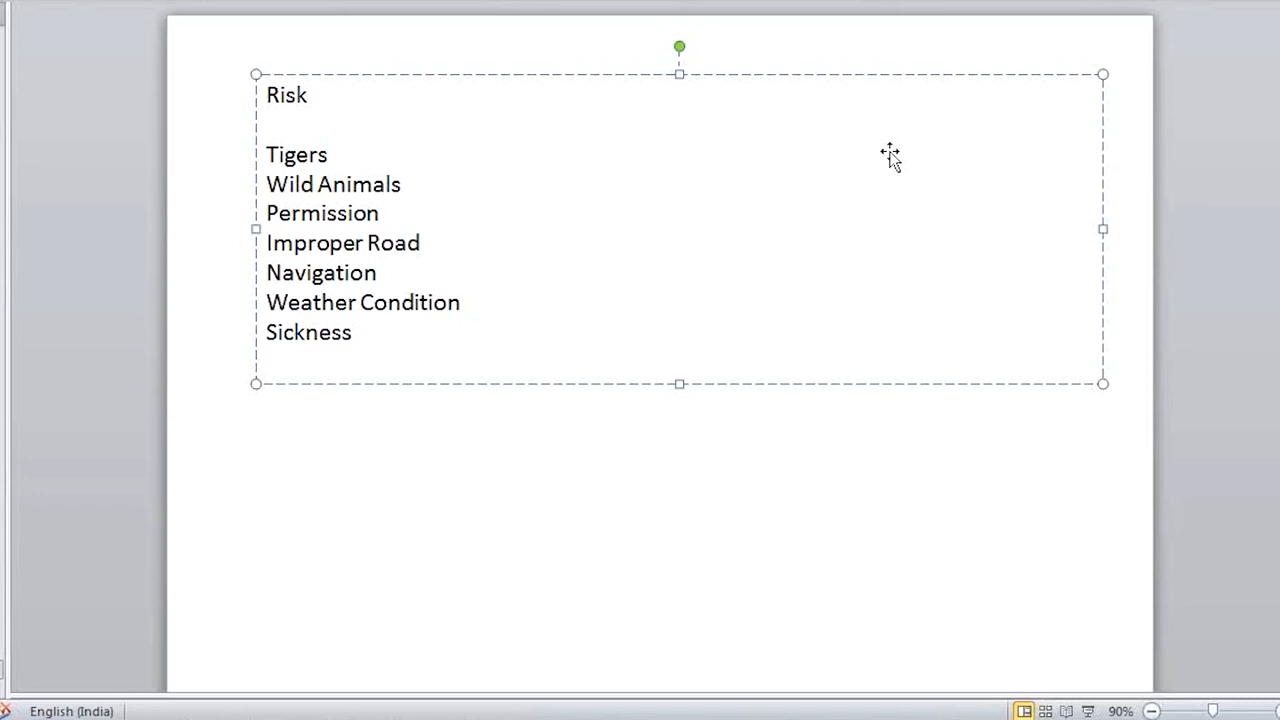 Risk
Tigers
Wild Animals
Permission
Improper Road
Navigation
Weather Condition
Sickness
English (India)
90%